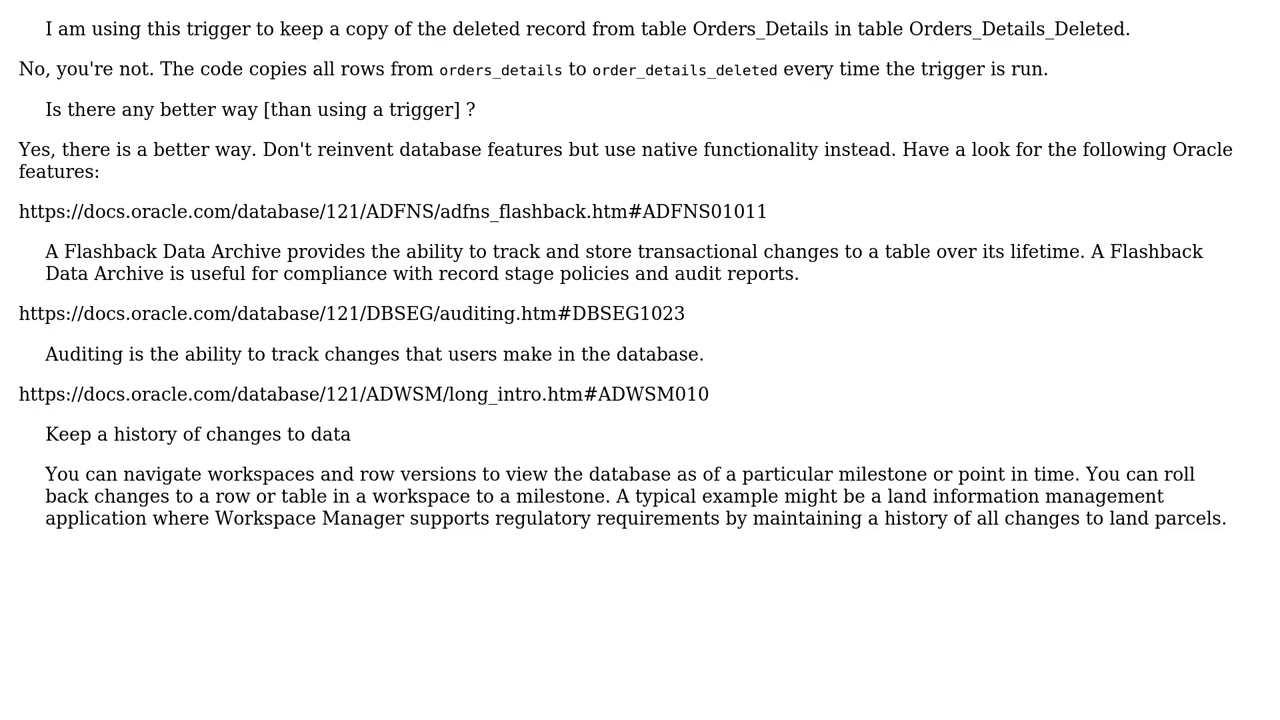 I am using this trigger to keep a copy of the deleted record from table Orders_Details in table Orders_Details_Deleted.
No, you're not. The code copies all rows from orders_details to order_details_deleted every time the trigger is run.
Is there any better way [than using a trigger] ?
Yes, there is a better way. Don't reinvent database features but use native functionality instead. Have a look for the following Oracle
features:
https://docs.oracle.com/database/121/ADFNS/adfns_flashback.htm#ADFNS01011
A Flashback Data Archive provides the ability to track and store transactional changes to a table over its lifetime. A Flashback
Data Archive is useful for compliance with record stage policies and audit reports.
https://docs.oracle.com/database/121/DBSEG/auditing.htm#DBSEG1023
Auditing is the ability to track changes that users make in the database.
https://docs.oracle.com/database/121/ADWSM/long_intro.htm#ADWSM010
Keep a history of changes to data
You can navigate workspaces and row versions to view the database as of a particular milestone or point in time. You can roll
back changes to a row or table in a workspace to a milestone. A typical example might be a land information management
application where Workspace Manager supports regulatory requirements by maintaining a history of all changes to land parcels.